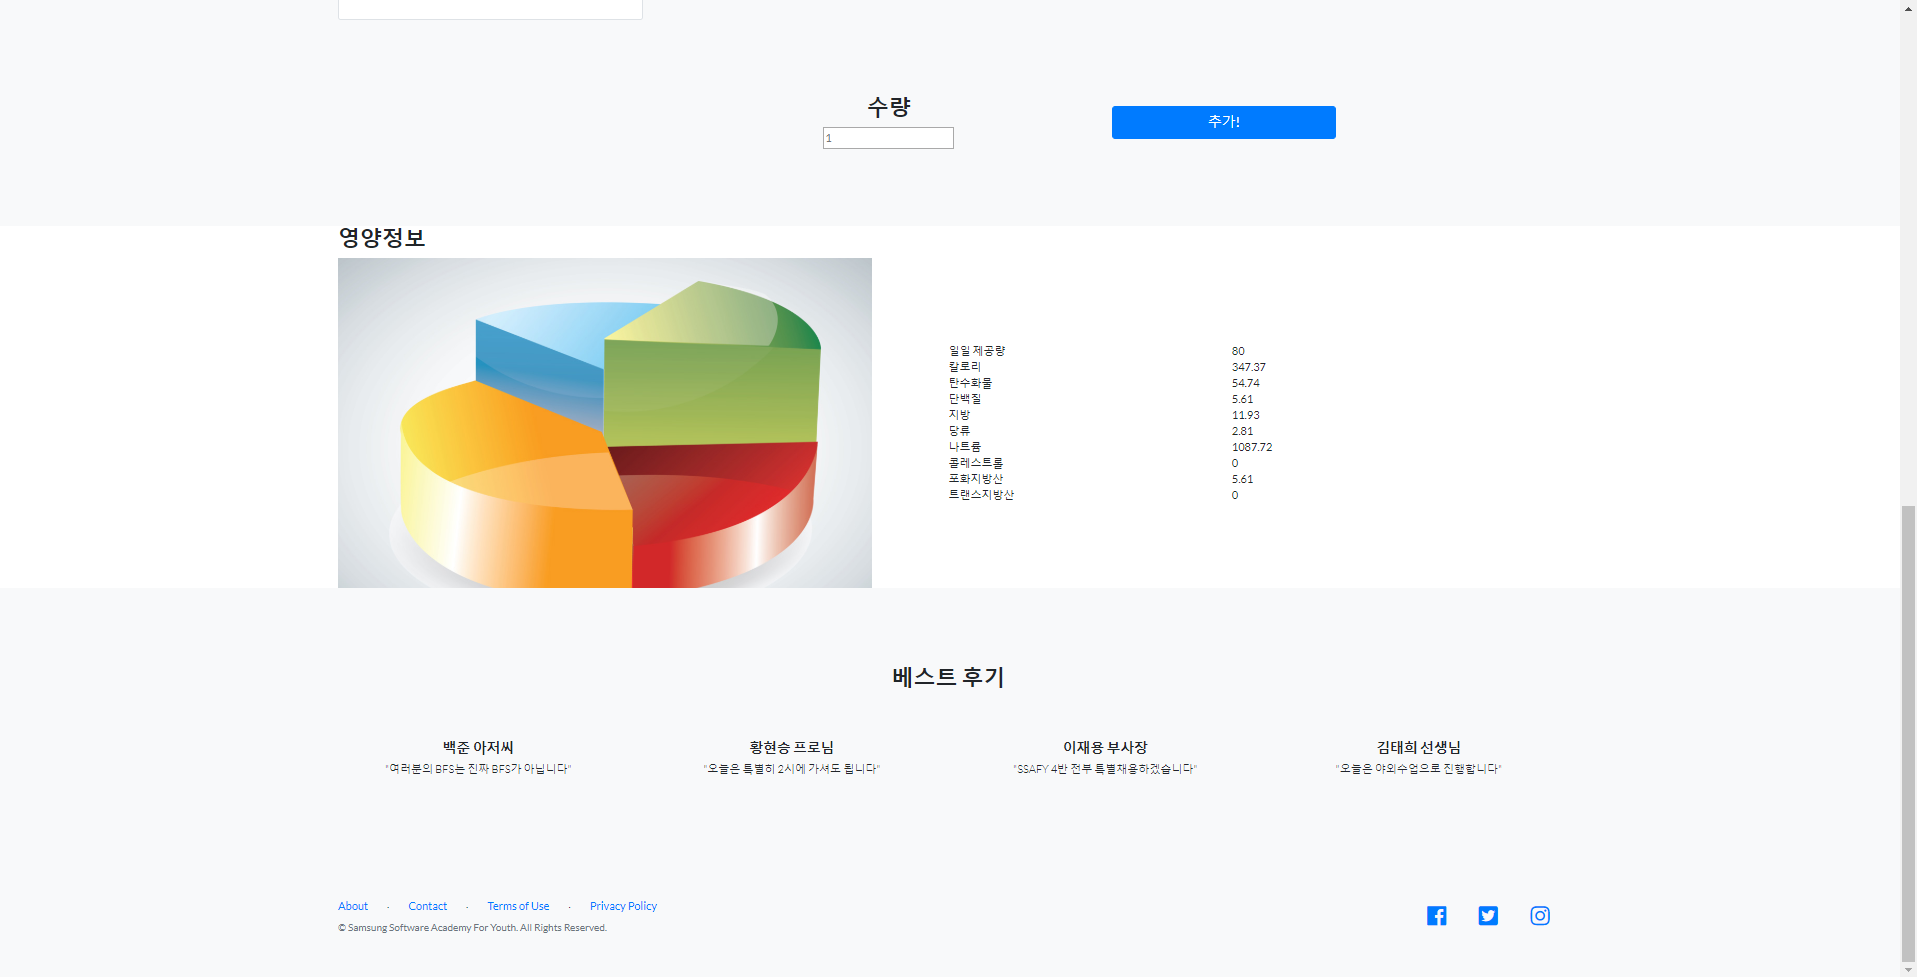 수량
1
추가!
영양정보
일일 제공량 80
칼로리 347.37
탄수화물 54.74
단백질 5.61
지방 11.93
당류 2.81
나트륨 1087.72
콜레스트롤 0
포화지방산 5.61
트랜스지방산 0
베스트 후기
백준 아저씨
"여러분의 BFS는 진짜 BFS가 아닙니다"
황현승 프로님
"오늘은 특별히 2시에 가셔도 됩니다"
이재용 부사장
"SSAFY 4반 전부 특별채용하겠습니다"
김태희 선생님
"오늘은 야외수업으로 진행합니다"
About · Contact · Terms of Use · Privacy Policy
© Samsung Software Academy For Youth. All Rights Reserved.